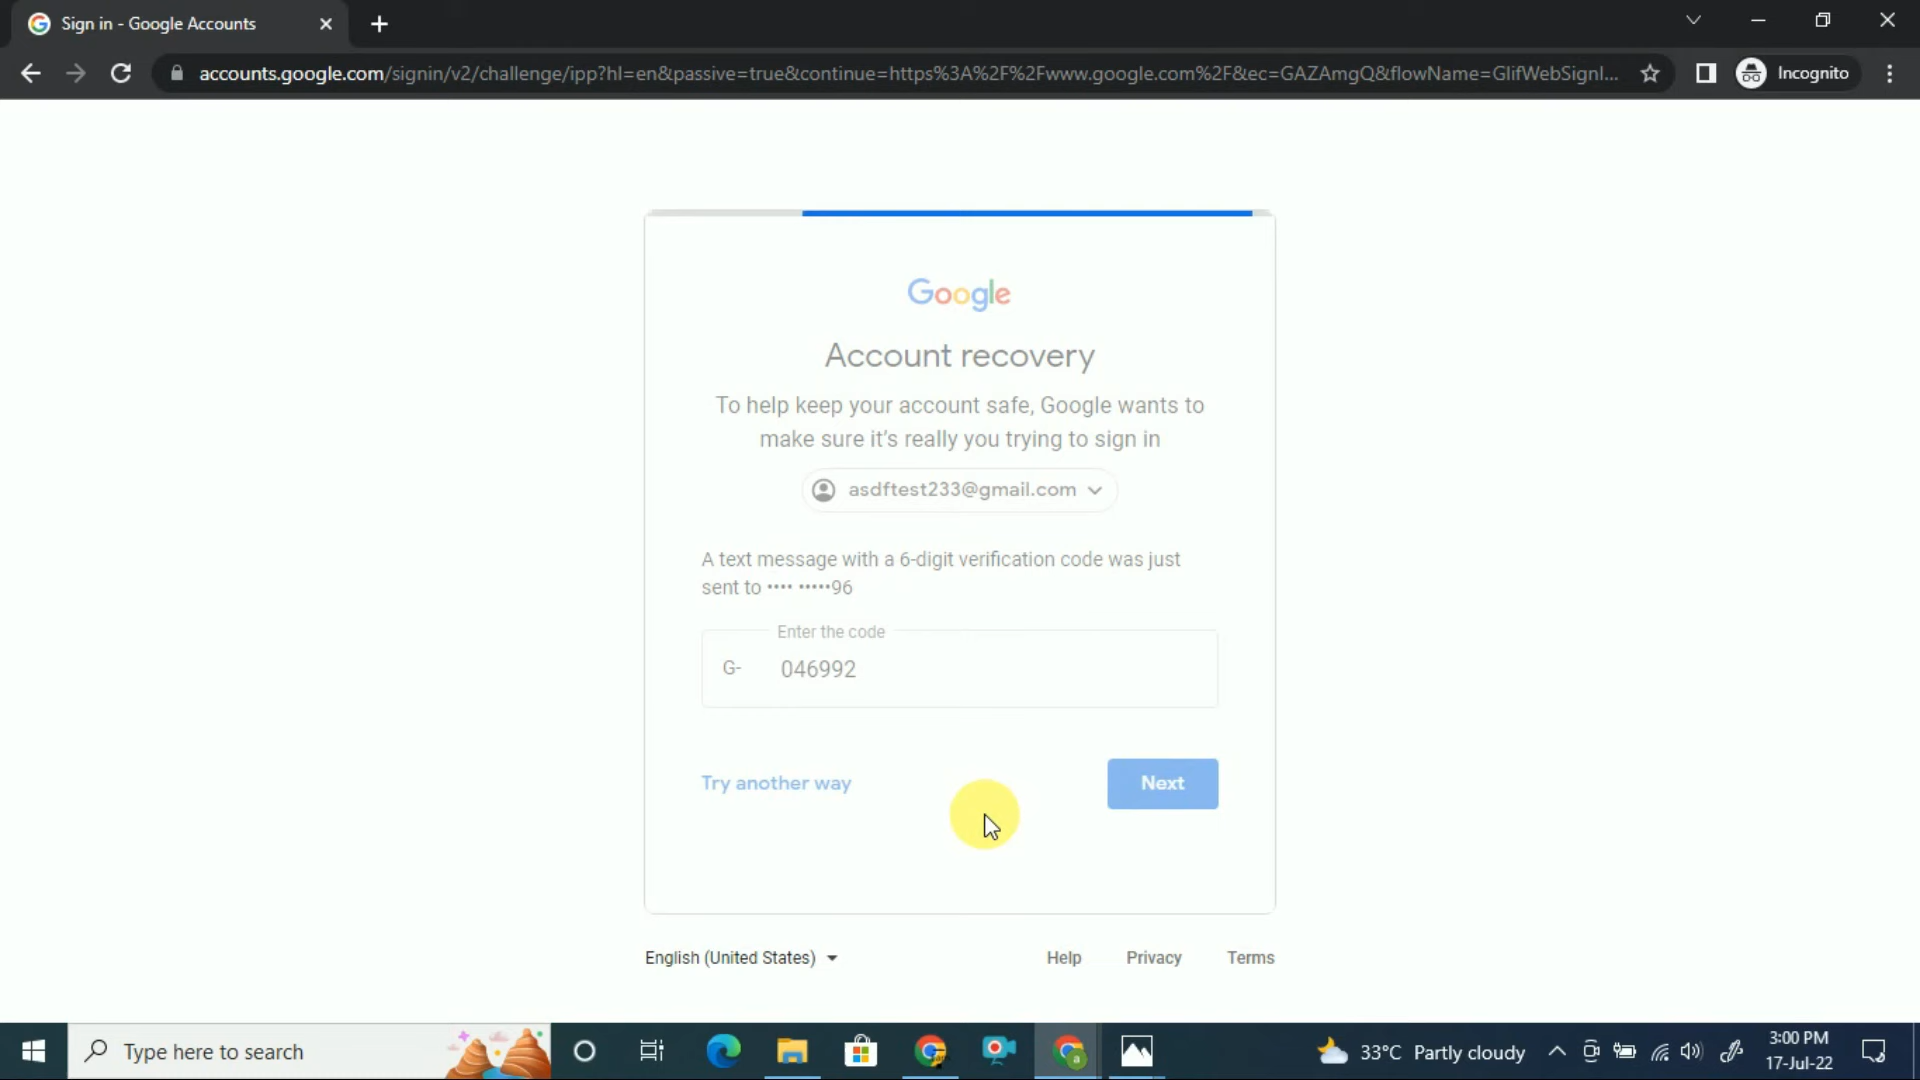 Sign in - Google Accounts
accounts.google.com/signin/v2/challenge/ipp?hl=en&passive=true&continue=https%3A%2F%2Fwww.google.com%2F&ec=GAZAmgQ&flowName=GlifWebSignI...
Incognito
Google
Account recovery
To help keep your account safe, Google wants to
make sure it's really you trying to sign in
asdftest233@gmail.com
A text message with a 6-digit verification code was just
sent to •••• •••••96
Enter the code
G- 046992
Try another way
Next
English (United States)
Help Privacy Terms
Type here to search
33°C Partly cloudy
3:00 PM
17-Jul-22